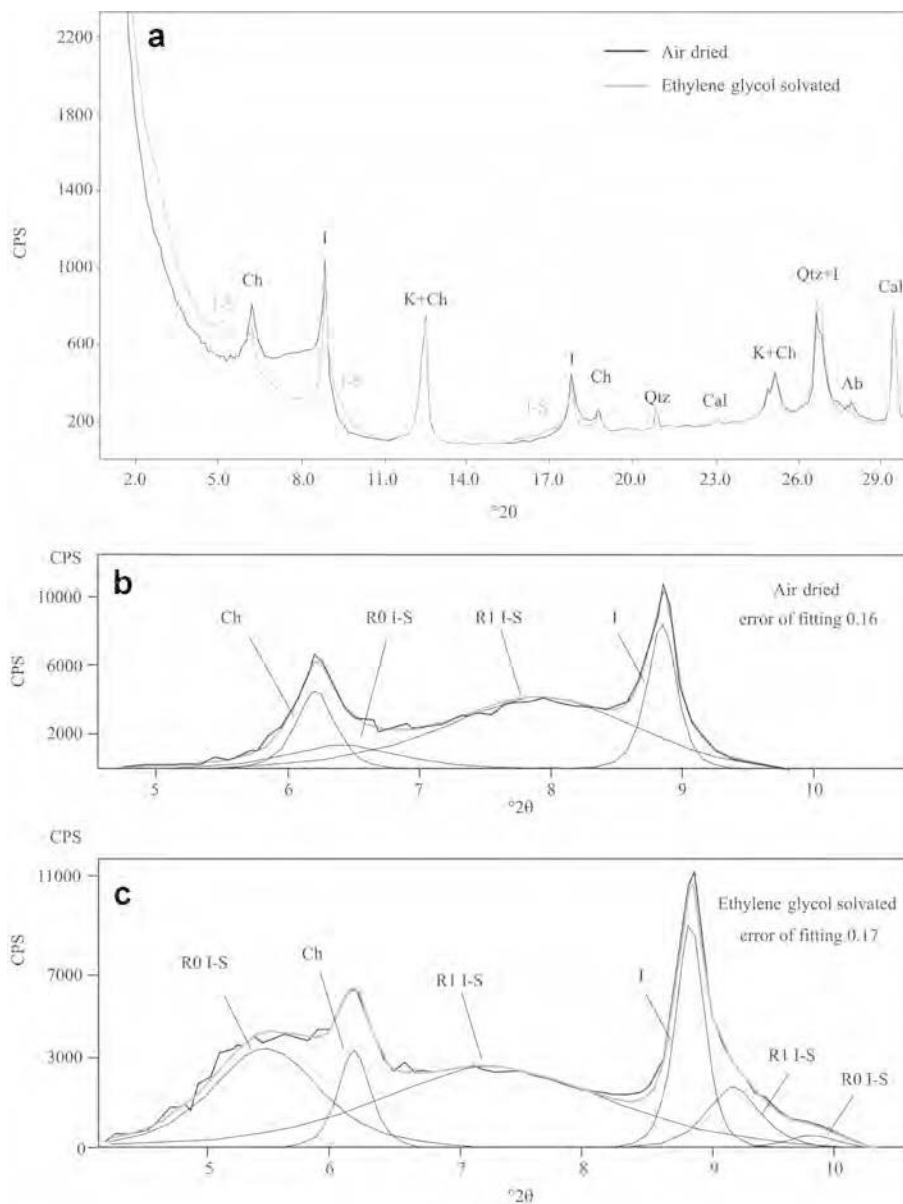 a
2200
1800
1400
1000
600
200
CPS
Air dried
Ethylene glycol solvated
I-S
Ch
I
I-S
K+Ch
I-S
I
Ch
Qtz
Cal
K+Ch
Qtz+I
Ab
Cal
2.0 5.0 8.0 11.0 14.0 17.0 20.0 23.0 26.0 29.0
°2θ
CPS
b
10000
6000
2000
CPS
Ch
R0 I-S
R1 I-S
I
Air dried
error of fitting 0.16
5 6 7 8 9 10
°2θ
CPS
c
11000
7000
3000
0
CPS
R0 I-S
Ch
R1 I-S
I
Ethylene glycol solvated
error of fitting 0.17
R1 I-S
R0 I-S
5 6 7 8 9 10
°2θ